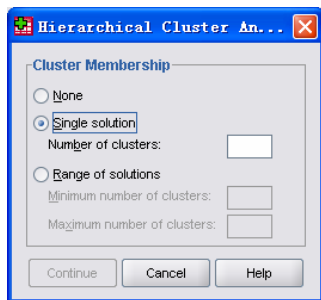 Hierarchical Cluster An...
Cluster Membership
None
Single solution
Number of clusters:
Range of solutions
Minimum number of clusters:
Maximum number of clusters:
Continue Cancel Help